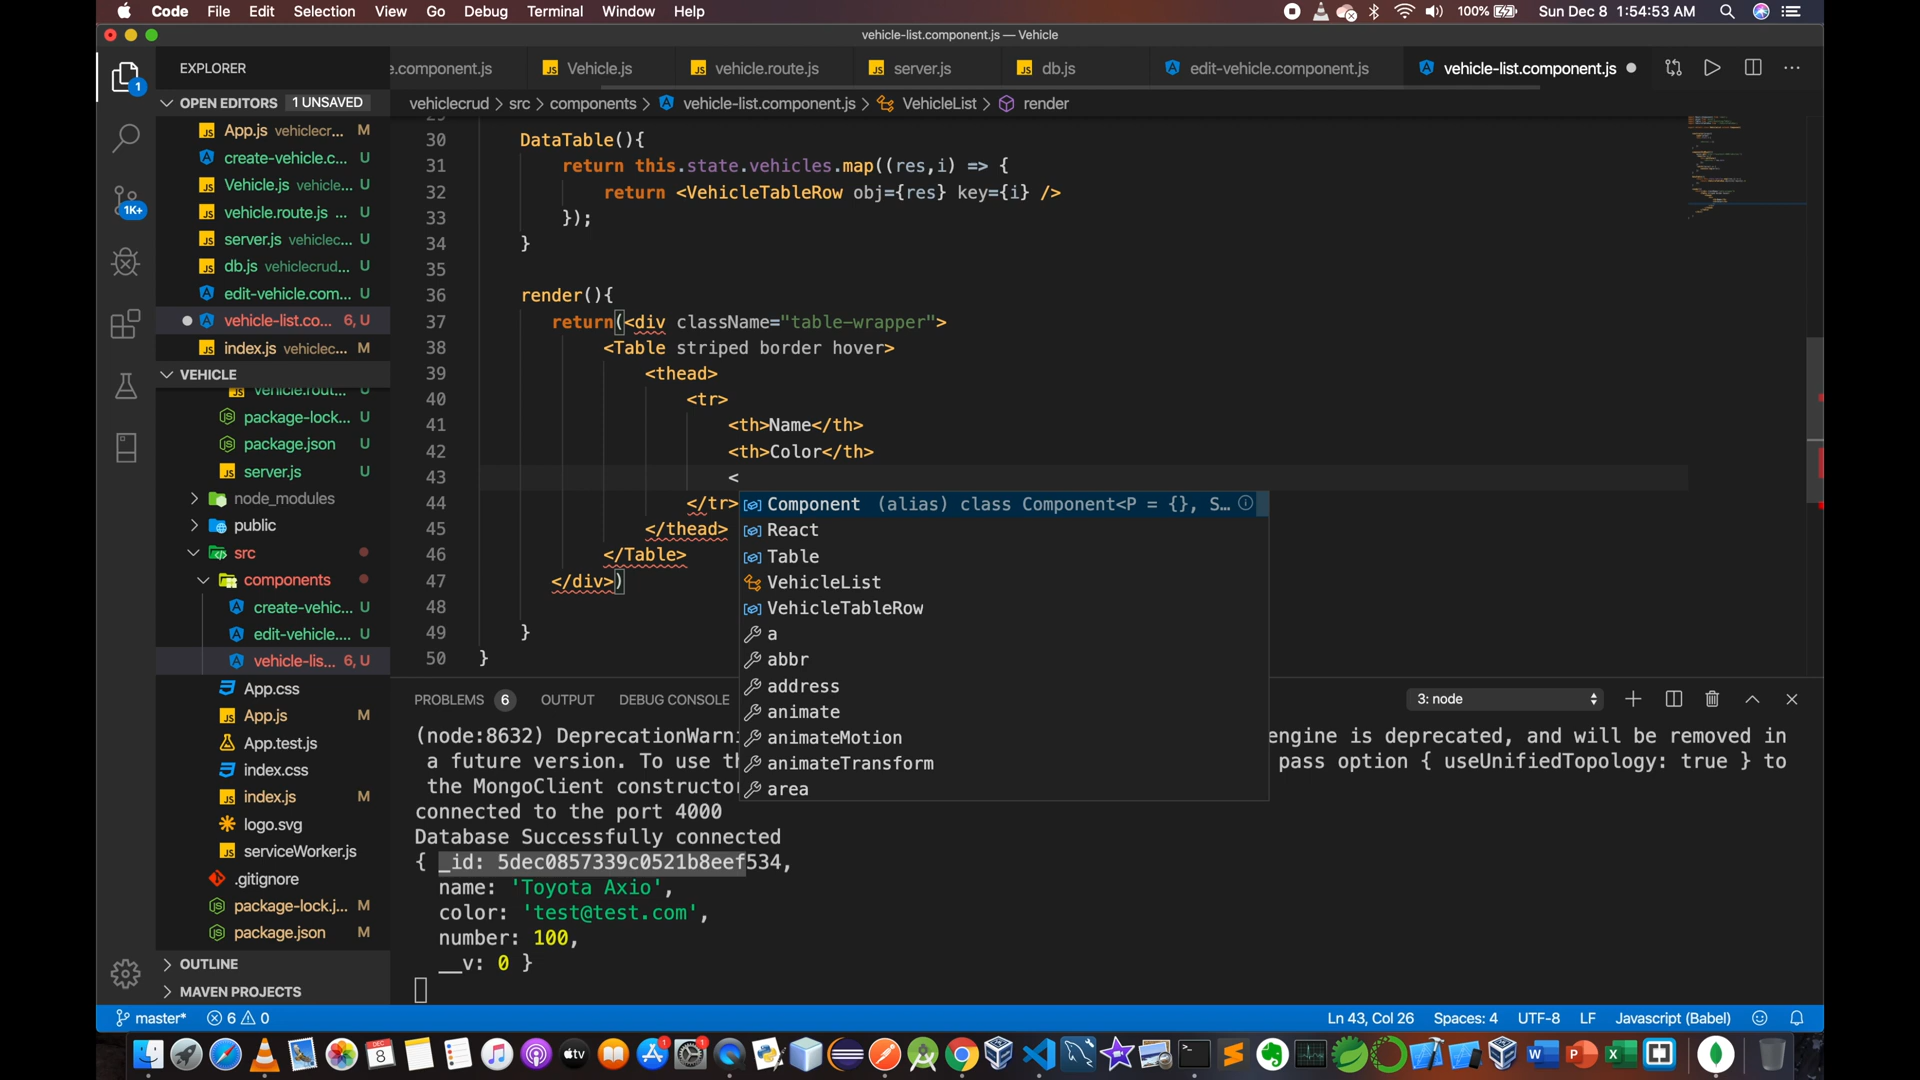 Code File Edit Selection View Go Debug Terminal Window Help 100% Sun Dec 8 1:54:53 AM
vehicle-list.component.js — Vehicle
EXPLORER
e.component.js Vehicle.js vehicle.route.js server.js db.js edit-vehicle.component.js vehicle-list.component.js
OPEN EDITORS 1 UNSAVED
vehiclecrud > src > components > vehicle-list.component.js > VehicleList > render
App.js vehiclecr... M
create-vehicle.c... U
Vehicle.js vehicle... U
vehicle.route.js ... U
server.js vehiclec... U
db.js vehiclecrud... U
edit-vehicle.com... U
vehicle-list.co... 6, U
index.js vehiclec... M
VEHICLE
vehicle.rout... U
package-lock... U
package.json U
server.js U
node_modules
public
src
components
create-vehic... U
edit-vehicle.... U
vehicle-lis... 6, U
App.css
App.js M
App.test.js
index.css
index.js M
logo.svg
serviceWorker.js
.gitignore
package-lock.j... M
package.json M
OUTLINE
MAVEN PROJECTS
1
1K+
29
30 DataTable(){
31 return this.state.vehicles.map((res,i) => {
32 return <VehicleTableRow obj={res} key={i} />
33 });
34 }
35
36 render(){
37 return(<div className="table-wrapper">
38 <Table striped border hover>
39 <thead>
40 <tr>
41 <th>Name</th>
42 <th>Color</th>
43 <
44 </tr>
45 </thead>
46 </Table>
47 </div>)
48
49 }
50 }
Component (alias) class Component<P = {}, S...
React
Table
VehicleList
VehicleTableRow
a
abbr
address
animate
animateMotion
animateTransform
area
PROBLEMS 6 OUTPUT DEBUG CONSOLE 3: node
(node:8632) DeprecationWarni engine is deprecated, and will be removed in
a future version. To use th pass option { useUnifiedTopology: true } to
the MongoClient constructo
connected to the port 4000
Database Successfully connected
{ _id: 5dec0857339c0521b8eef534,
name: 'Toyota Axio',
color: 'test@test.com',
number: 100,
__v: 0 }
master* 6 0 Ln 43, Col 26 Spaces: 4 UTF-8 LF Javascript (Babel)